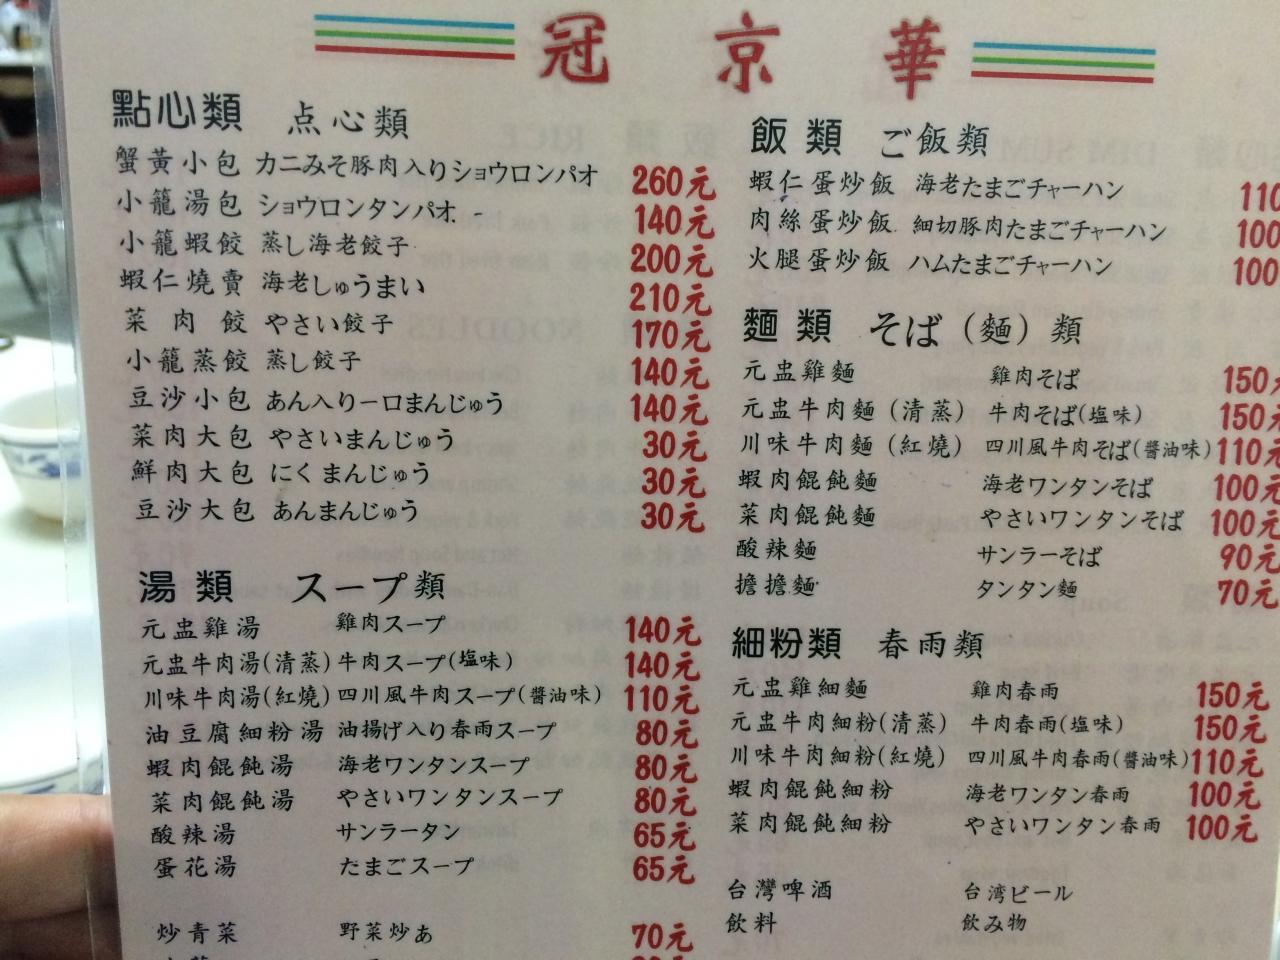 冠京華
點心類 点心類
蟹黃小包 カニみそ豚肉入りショウロンパオ 260元
小籠湯包 ショウロンタンパオ 140元
小籠蝦餃 蒸し海老餃子 200元
蝦仁燒賣 海老しゅうまい 210元
菜肉餃 やさい餃子 170元
小籠蒸餃 蒸し餃子 140元
豆沙小包 あん入り一口まんじゅう 140元
菜肉大包 やさいまんじゅう 30元
鮮肉大包 にくまんじゅう 30元
豆沙大包 あんまんじゅう 30元
湯類 スープ類
元盅雞湯 雞肉スープ 140元
元盅牛肉湯(清蒸) 牛肉スープ(塩味) 140元
川味牛肉湯(紅燒) 四川風牛肉スープ(醬油味) 110元
油豆腐細粉湯 油揚げ入り春雨スープ 80元
蝦肉餛飩湯 海老ワンタンスープ 80元
菜肉餛飩湯 やさいワンタンスープ 80元
酸辣湯 サンラータン 65元
蛋花湯 たまごスープ 65元
炒青菜 野菜炒ぁ 70元
飯類 ご飯類
蝦仁蛋炒飯 海老たまごチャーハン 110
肉絲蛋炒飯 細切豚肉たまごチャーハン 100
火腿蛋炒飯 ハムたまごチャーハン 100
麵類 そば（麵）類
元盅雞麵 雞肉そば 150元
元盅牛肉麵（清蒸） 牛肉そば(塩味) 150元
川味牛肉麵（紅燒） 四川風牛肉そば(醬油味) 110元
蝦肉餛飩麵 海老ワンタンそば 100元
菜肉餛飩麵 やさいワンタンそば 100元
酸辣麵 サンラーそば 90元
擔擔麵 タンタン麵 70元
細粉類 春雨類
元盅雞細麵 雞肉春雨 150元
元盅牛肉細粉(清蒸) 牛肉春雨(塩味) 150元
川味牛肉細粉(紅燒) 四川風牛肉春雨(醬油味) 110元
蝦肉餛飩細粉 海老ワンタン春雨 100元
菜肉餛飩細粉 やさいワンタン春雨 100元
台灣啤酒 台湾ビール
飲料 飲み物